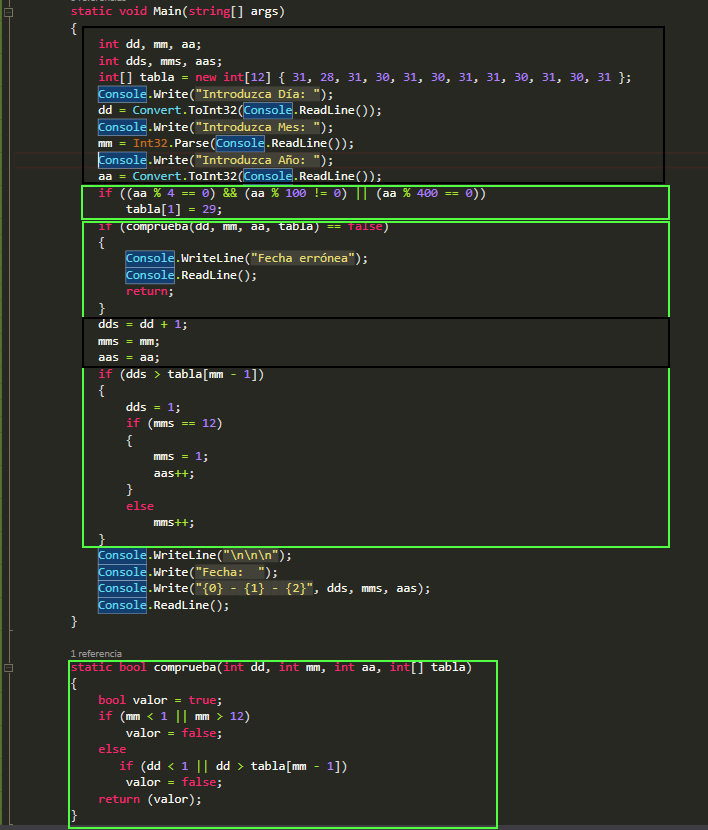 static void Main(string[] args)
{
int dd, mm, aa;
int dds, mms, aas;
int[] tabla = new int[12] { 31, 28, 31, 30, 31, 30, 31, 31, 30, 31, 30, 31 };
Console.Write("Introduzca Día: ");
dd = Convert.ToInt32(Console.ReadLine());
Console.Write("Introduzca Mes: ");
mm = Int32.Parse(Console.ReadLine());
Console.Write("Introduzca Año: ");
aa = Convert.ToInt32(Console.ReadLine());
if ((aa % 4 == 0) && (aa % 100 != 0) || (aa % 400 == 0))
tabla[1] = 29;
if (comprueba(dd, mm, aa, tabla) == false)
{
Console.WriteLine("Fecha errónea");
Console.ReadLine();
return;
}
dds = dd + 1;
mms = mm;
aas = aa;
if (dds > tabla[mm - 1])
{
dds = 1;
if (mms == 12)
{
mms = 1;
aas++;
}
else
mms++;
}
Console.WriteLine("\n\n\n");
Console.Write("Fecha:  ");
Console.Write("{0} - {1} - {2}", dds, mms, aas);
Console.ReadLine();
}
1 referencia
static bool comprueba(int dd, int mm, int aa, int[] tabla)
{
bool valor = true;
if (mm < 1 || mm > 12)
valor = false;
else
if (dd < 1 || dd > tabla[mm - 1])
valor = false;
return (valor);
}